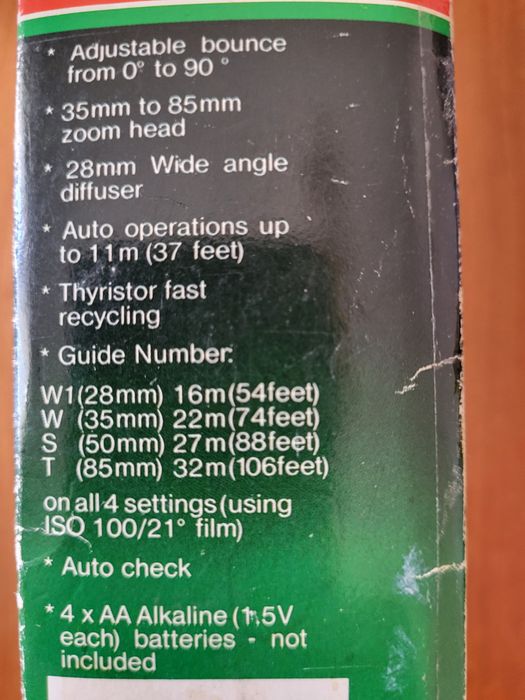 * Adjustable bounce
from 0° to 90°
* 35mm to 85mm
zoom head
* 28mm Wide angle
diffuser
* Auto operations up
to 11m (37 feet)
* Thyristor fast
recycling
* Guide Number:
W1(28mm) 16m(54feet)
W (35mm) 22m(74feet)
S (50mm) 27m(88feet)
T (85mm) 32m(106feet)
on all 4 settings (using
ISO 100/21° film)
* Auto check
* 4 x AA Alkaline (1.5V
each) batteries - not
included